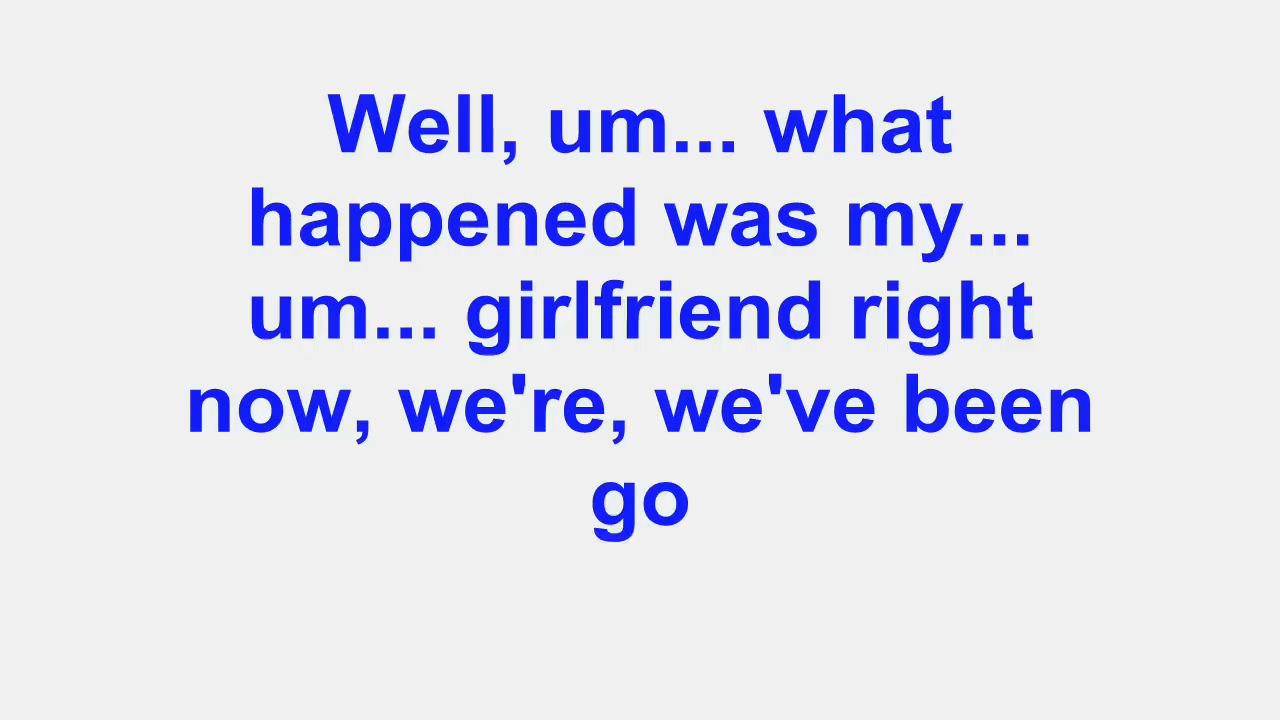 Well, um... what
happened was my...
um... girlfriend right
now, we're, we've been
go